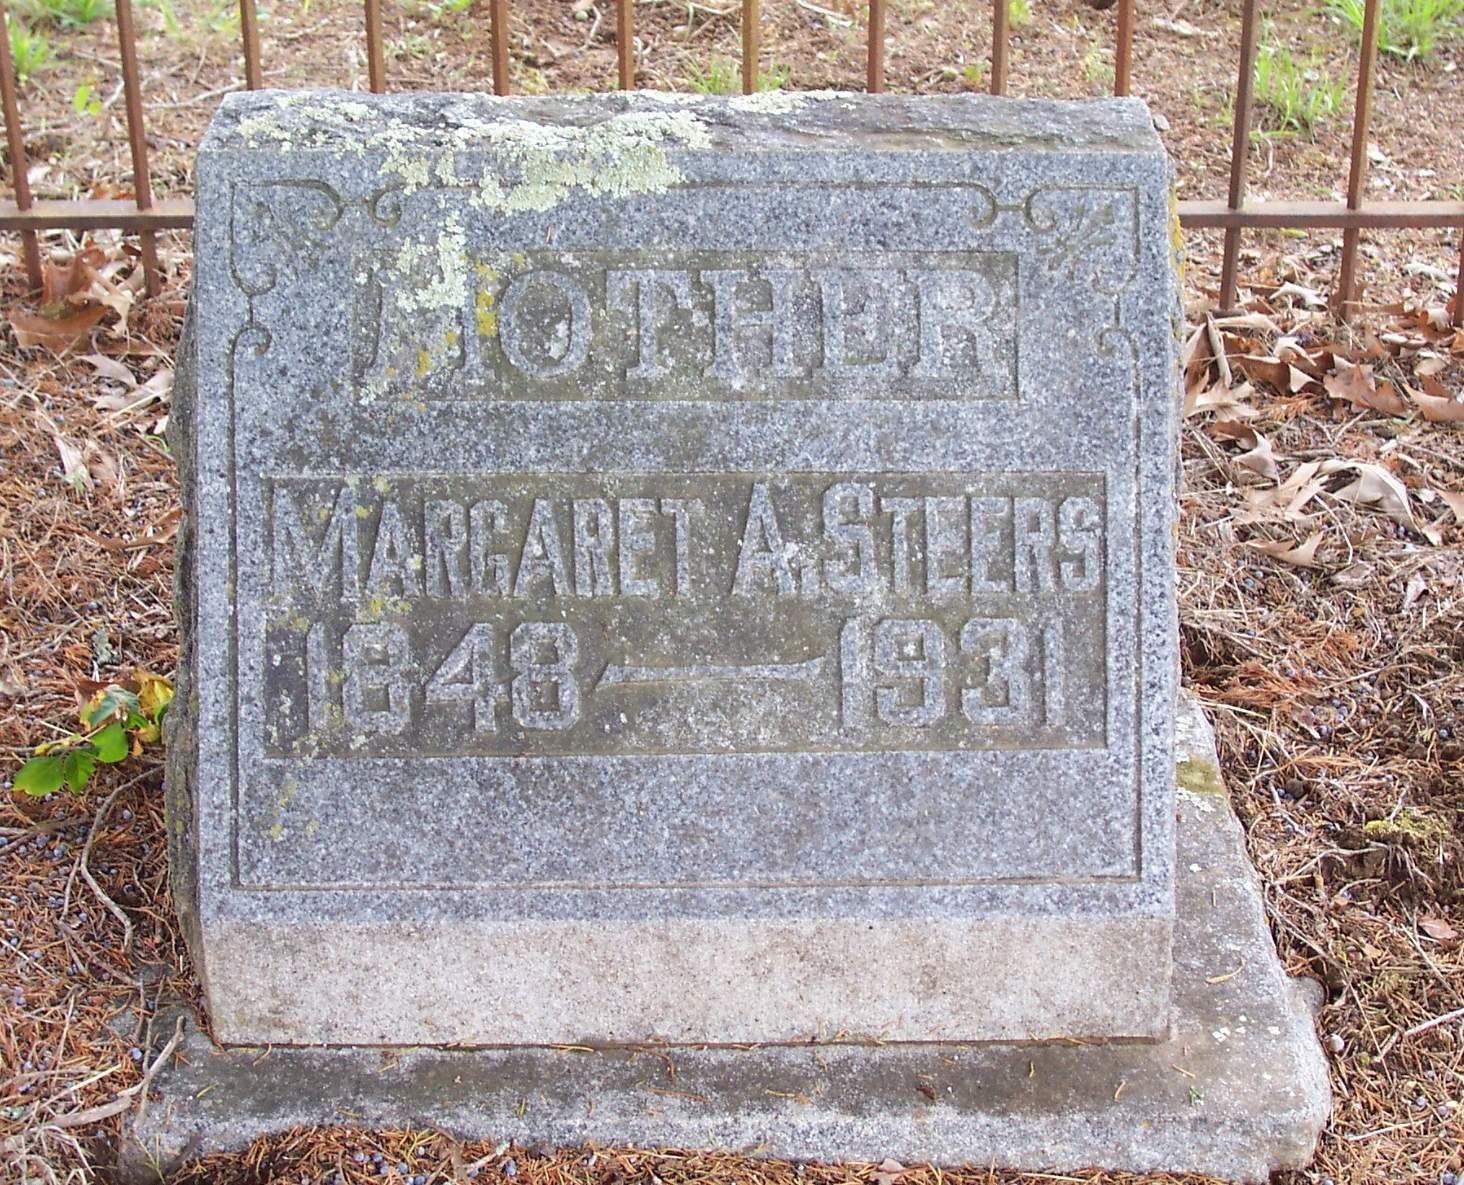 MOTHER
MARGARET A. STEERS
1848 — 1931